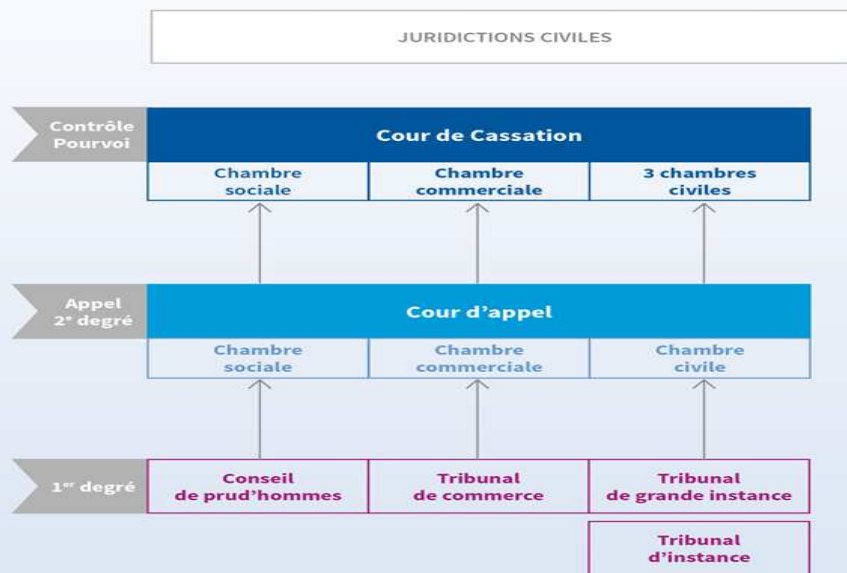 JURIDICTIONS CIVILES
Contrôle
Pourvoi
Cour de Cassation
Chambre
sociale
Chambre
commerciale
3 chambres
civiles
Appel
2e degré
Cour d'appel
Chambre
sociale
Chambre
commerciale
Chambre
civile
1er degré
Conseil
de prud'hommes
Tribunal
de commerce
Tribunal
de grande instance
Tribunal
d'instance